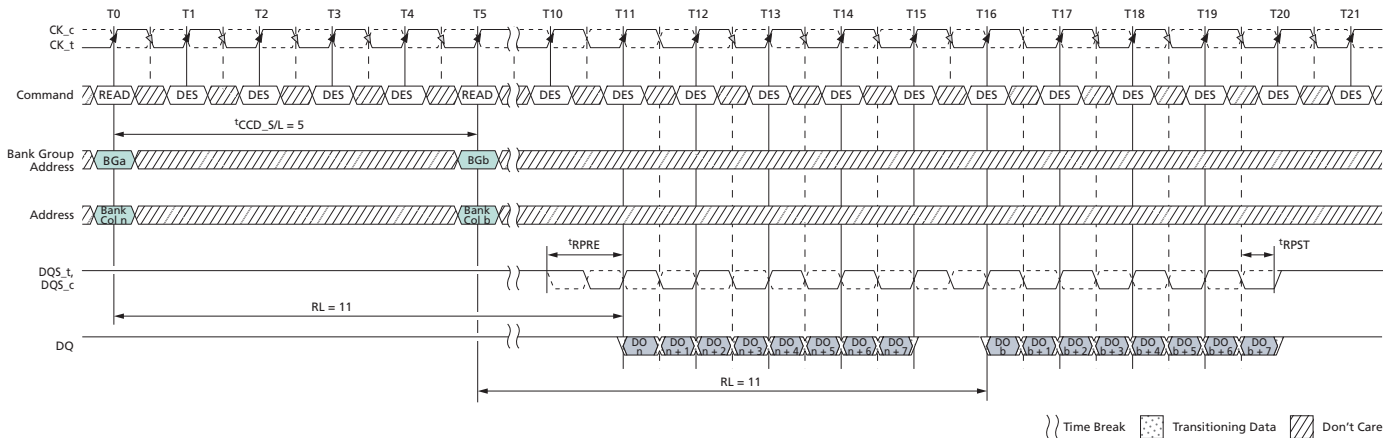 T0 T1 T2 T3 T4 T5 T10 T11 T12 T13 T14 T15 T16 T17 T18 T19 T20 T21
CK_c
CK_t
Command READ DES DES DES DES READ DES DES DES DES DES DES DES DES DES DES DES DES
tCCD_S/L = 5
Bank Group
Address
BGa BGb
Address
Bank
Col n
Bank
Col b
tRPRE tRPST
DQS_t,
DQS_c
RL = 11
DQ
DO
n
DO
n + 1
DO
n + 2
DO
n + 3
DO
n + 4
DO
n + 5
DO
n + 6
DO
n + 7
DO
b
DO
b + 1
DO
b + 2
DO
b + 3
DO
b + 4
DO
b + 5
DO
b + 6
DO
b + 7
RL = 11
Time Break Transitioning Data Don't Care